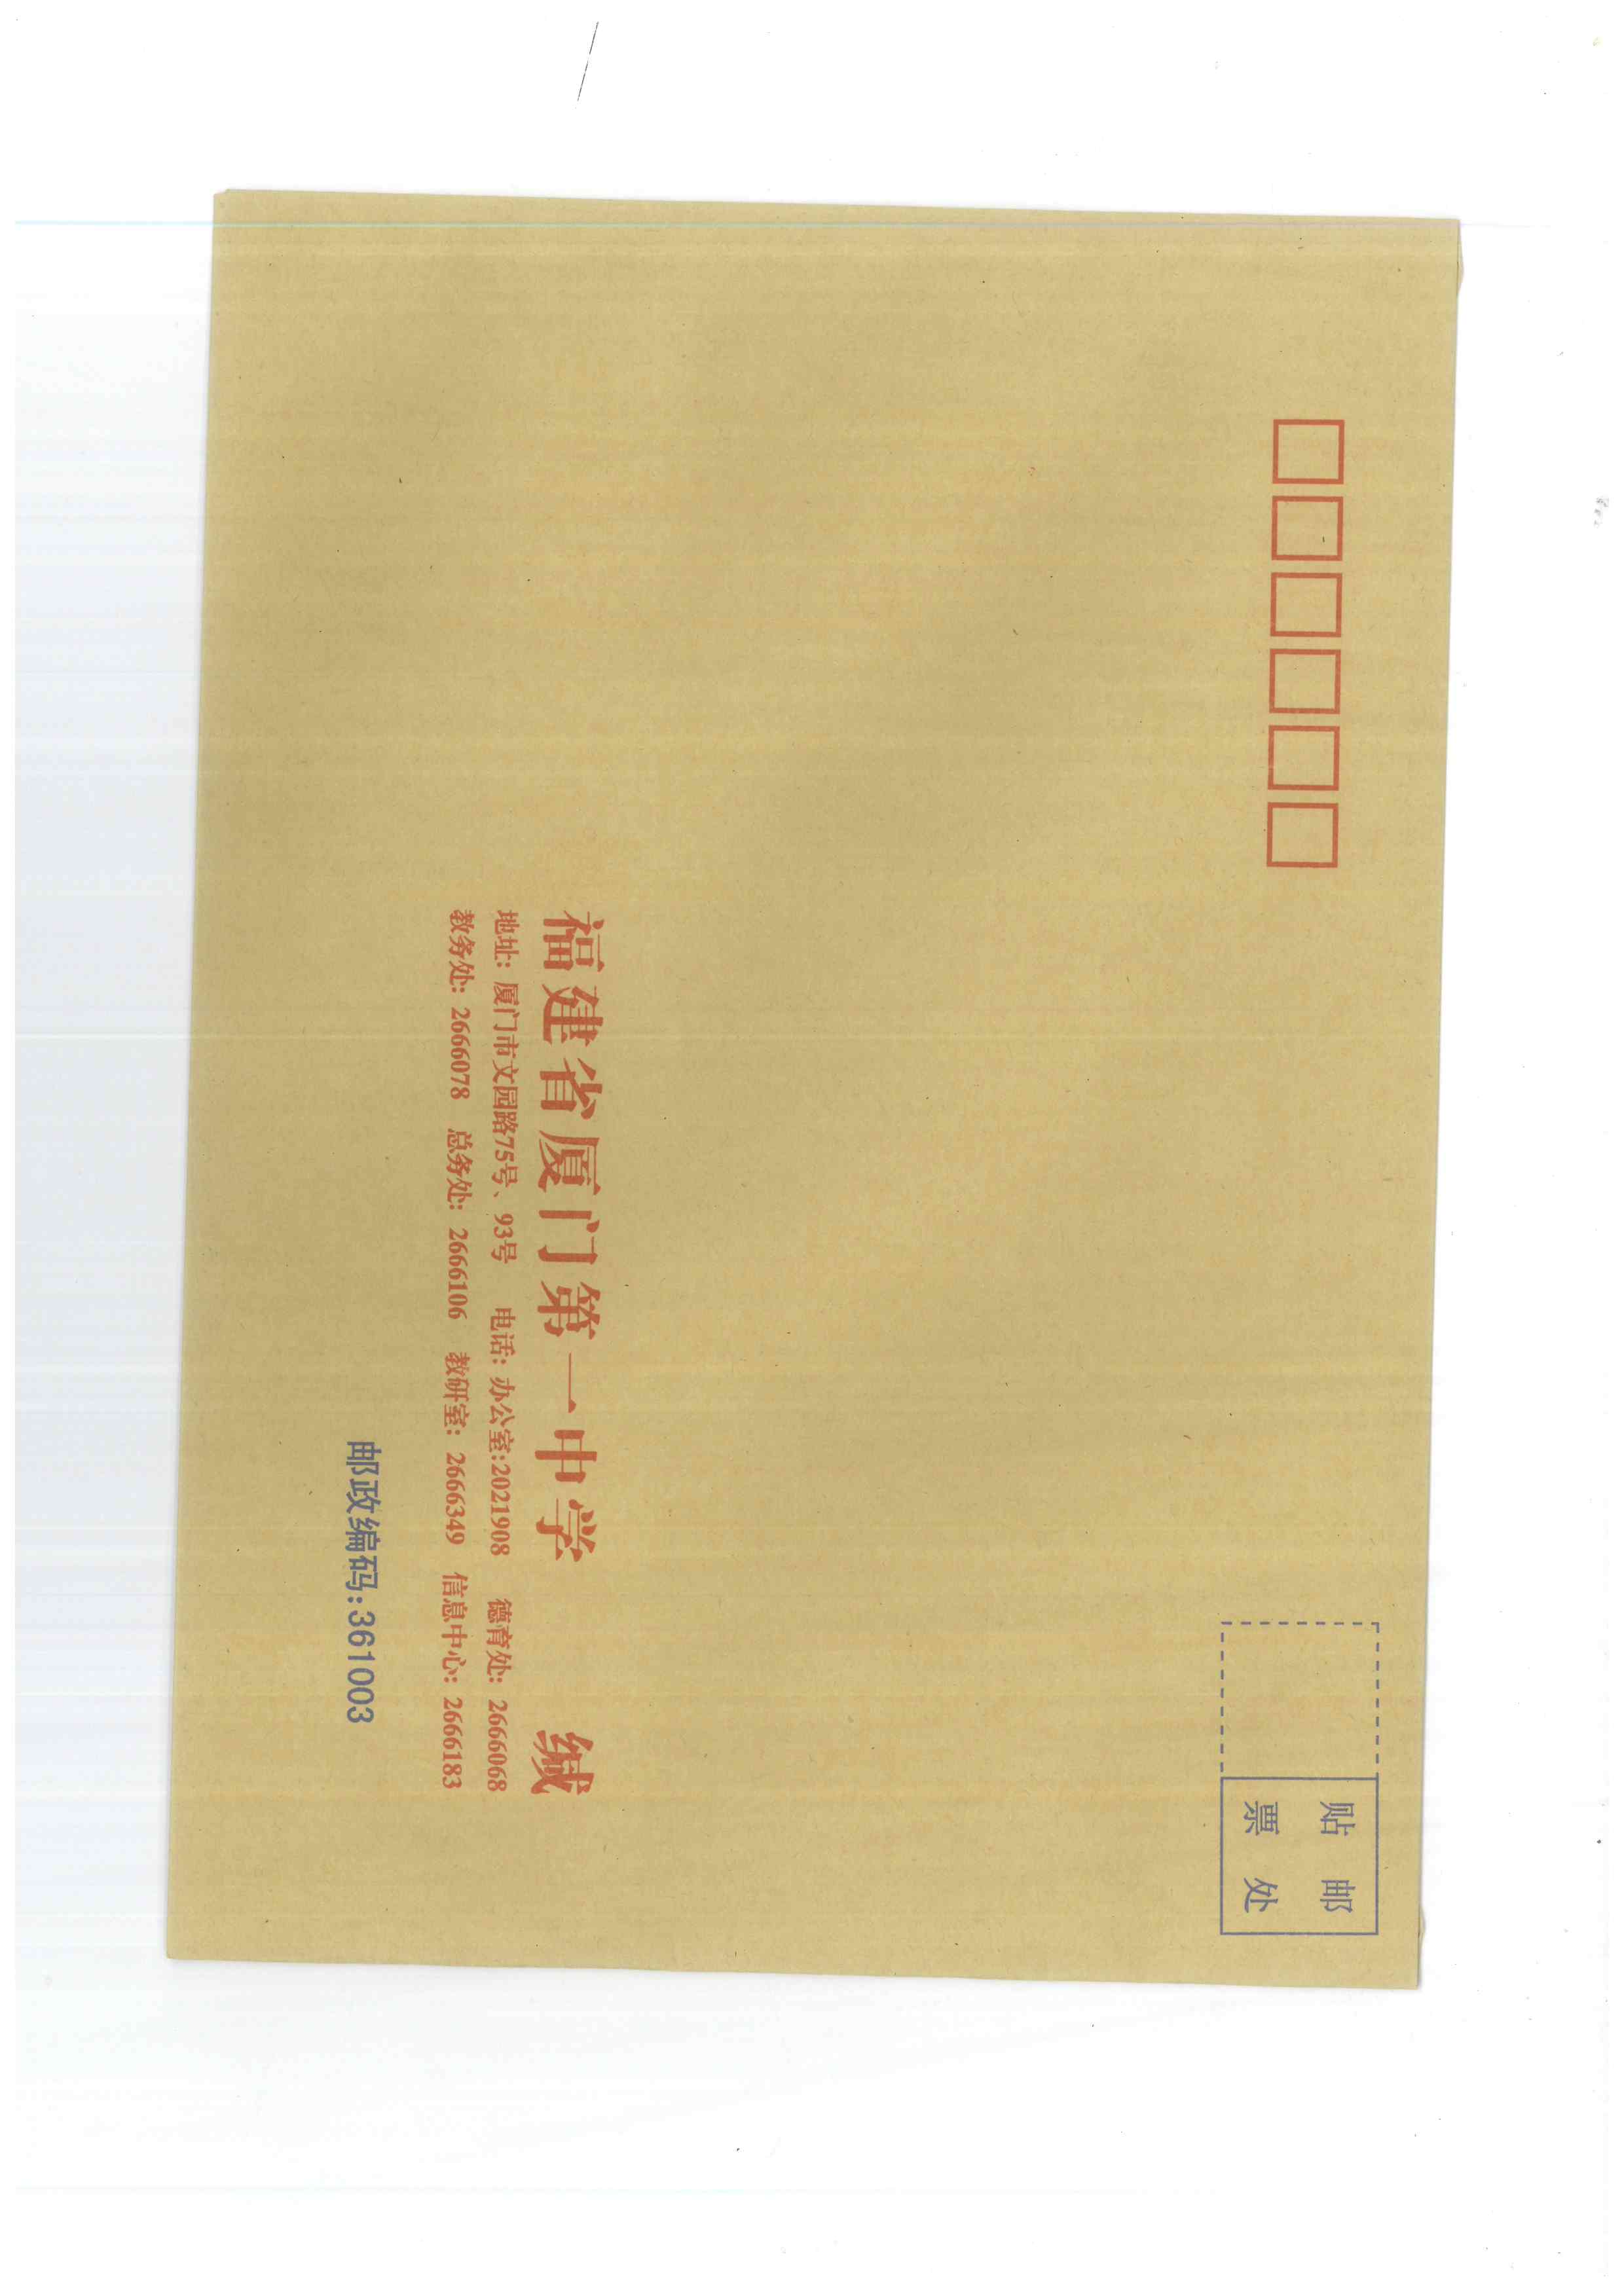 贴 邮
票 处
福建省厦门第一中学 缄
地址: 厦门市文园路75号、93号 电话: 办公室:2021908 德育处: 2666068
教务处: 2666078 总务处: 2666106 教研室: 2666349 信息中心: 2666183
邮政编码:361003